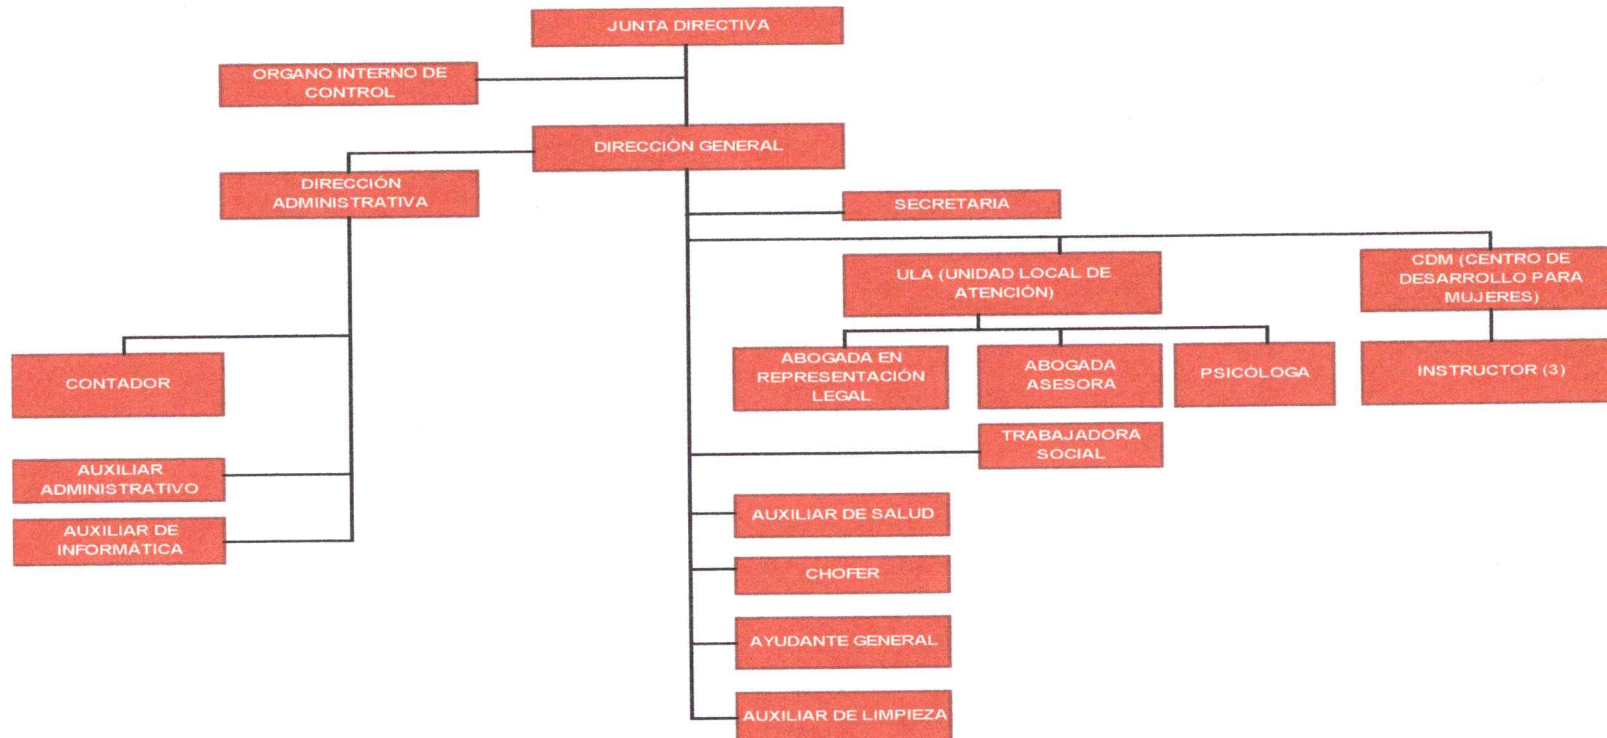 JUNTA DIRECTIVA
ORGANO INTERNO DE
CONTROL
DIRECCIÓN GENERAL
DIRECCIÓN
ADMINISTRATIVA
SECRETARIA
ULA (UNIDAD LOCAL DE
ATENCIÓN)
CDM (CENTRO DE
DESARROLLO PARA
MUJERES)
ABOGADA EN
REPRESENTACIÓN
LEGAL
ABOGADA
ASESORA
PSICÓLOGA
INSTRUCTOR (3)
CONTADOR
TRABAJADORA
SOCIAL
AUXILIAR
ADMINISTRATIVO
AUXILIAR DE
INFORMÁTICA
AUXILIAR DE SALUD
CHOFER
AYUDANTE GENERAL
AUXILIAR DE LIMPIEZA